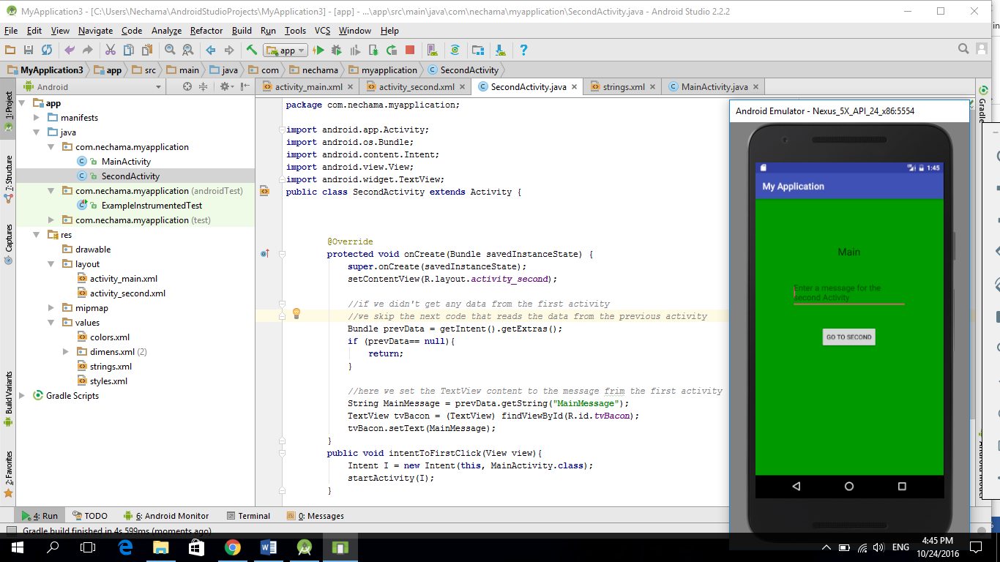 MyApplication3 - [C:\Users\Nechama\AndroidStudioProjects\MyApplication3] - [app] - ...\app\src\main\java\com\nechama\myapplication\SecondActivity.java - Android Studio 2.2.2
File Edit View Navigate Code Analyze Refactor Build Run Tools VCS Window Help
app
MyApplication3 app src main java com nechama myapplication SecondActivity
Android
activity_main.xml activity_second.xml SecondActivity.java strings.xml MainActivity.java
1: Project
7: Structure
Captures
Build Variants
2: Favorites
app
manifests
java
com.nechama.myapplication
MainActivity
SecondActivity
com.nechama.myapplication (androidTest)
ExampleInstrumentedTest
com.nechama.myapplication (test)
res
drawable
layout
activity_main.xml
activity_second.xml
mipmap
values
colors.xml
dimens.xml (2)
strings.xml
styles.xml
Gradle Scripts
package com.nechama.myapplication;
import android.app.Activity;
import android.os.Bundle;
import android.content.Intent;
import android.view.View;
import android.widget.TextView;
public class SecondActivity extends Activity {
@Override
protected void onCreate(Bundle savedInstanceState) {
super.onCreate(savedInstanceState);
setContentView(R.layout.activity_second);
//if we didn't get any data from the first activity
//we skip the next code that reads the data from the previous activity
Bundle prevData = getIntent().getExtras();
if (prevData== null){
return;
}
//here we set the TextView content to the message frim the first activity
String MainMessage = prevData.getString("MainMessage");
TextView tvBacon = (TextView) findViewById(R.id.tvBacon);
tvBacon.setText(MainMessage);
}
public void intentToFirstClick(View view){
Intent I = new Intent(this, MainActivity.class);
startActivity(I);
}
Android Emulator - Nexus_5X_API_24_x86:5554
1:45
My Application
Main
Enter a message for the
second Activity
GO TO SECOND
4: Run TODO 6: Android Monitor Terminal 0: Messages
Gradle build finished in 4s 599ms (moments ago)
ENG
4:45 PM
10/24/2016